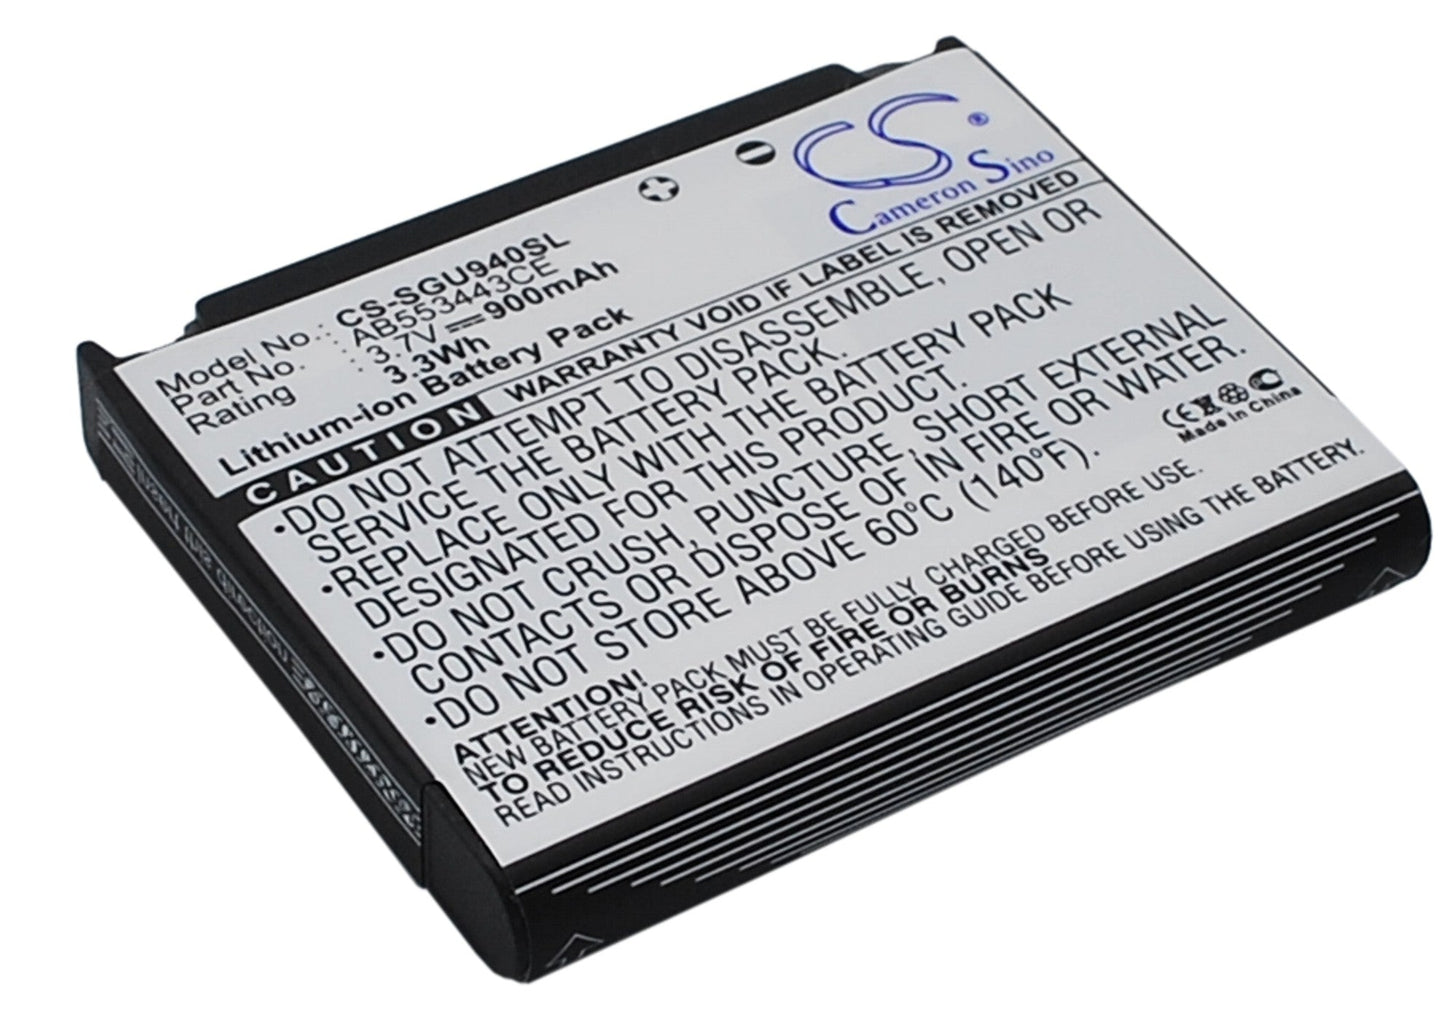 CS®
Cameron Sino
Model No. : CS-SGU940SL
Part No. : AB553443CE
Rating : 3.7V 900mAh
3.3Wh
Lithium-ion Battery Pack
CAUTION WARRANTY VOID IF LABEL IS REMOVED
•DO NOT ATTEMPT TO DISASSEMBLE, OPEN OR
SERVICE THE BATTERY PACK.
•REPLACE ONLY WITH THE BATTERY PACK
DESIGNATED FOR THIS PRODUCT.
•DO NOT CRUSH, PUNCTURE, SHORT EXTERNAL
CONTACTS OR DISPOSE OF IN FIRE OR WATER.
•DO NOT STORE ABOVE 60°C (140°F).
CE
Made in China
ATTENTION!
NEW BATTERY PACK MUST BE FULLY CHARGED BEFORE USE.
TO REDUCE RISK OF FIRE OR BURNS
READ INSTRUCTIONS IN OPERATING GUIDE BEFORE USING THE BATTERY.